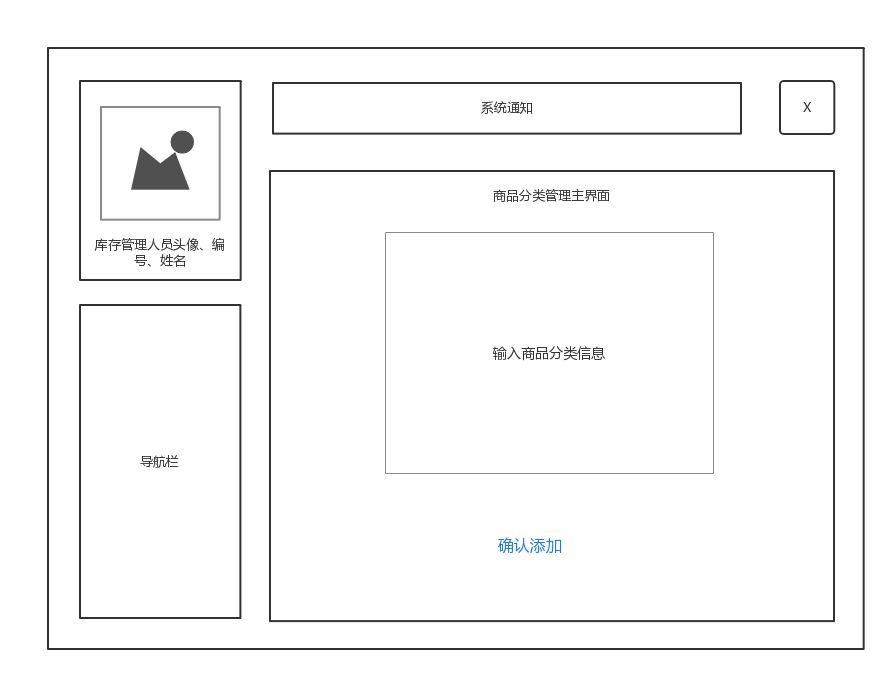 系统通知
X
库存管理人员头像、编
号、姓名
商品分类管理主界面
输入商品分类信息
导航栏
确认添加